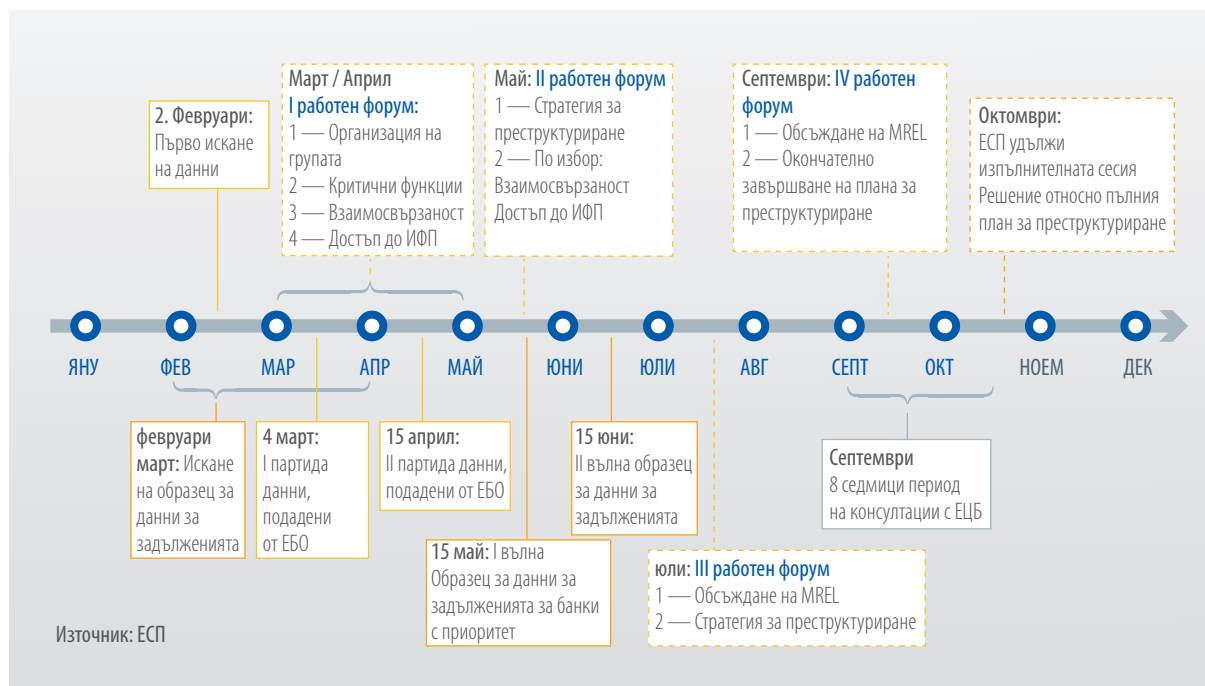 2. Февруари:
Първо искане
на данни
Март / Април
I работен форум:
1 — Организация на
групата
2 — Критични функции
3 — Взаимосвързаност
4 — Достъп до ИФП
Май: II работен форум
1 — Стратегия за
преструктуриране
2 — По избор:
Взаимосвързаност
Достъп до ИФП
Септември: IV работен
форум
1 — Обсъждане на MREL
2 — Окончателно
завършване на плана за
преструктуриране
Октомври:
ЕСП удължи
изпълнителната сесия
Решение относно пълния
план за преструктуриране
ЯНУ ФЕВ МАР АПР МАЙ ЮНИ ЮЛИ АВГ СЕПТ ОКТ НОЕМ ДЕК
февруари
март: Искане
на образец за
данни за
задълженията
4 март:
I партида
данни,
подадени
от ЕБО
15 април:
II партида данни,
подадени от ЕБО
15 май: I вълна
Образец за данни за
задълженията за банки
с приоритет
15 юни:
II вълна образец
за данни за
задълженията
юли: III работен форум
1 — Обсъждане на MREL
2 — Стратегия за преструктуриране
Септември
8 седмици период
на консултации с ЕЦБ
Източник: ЕСП